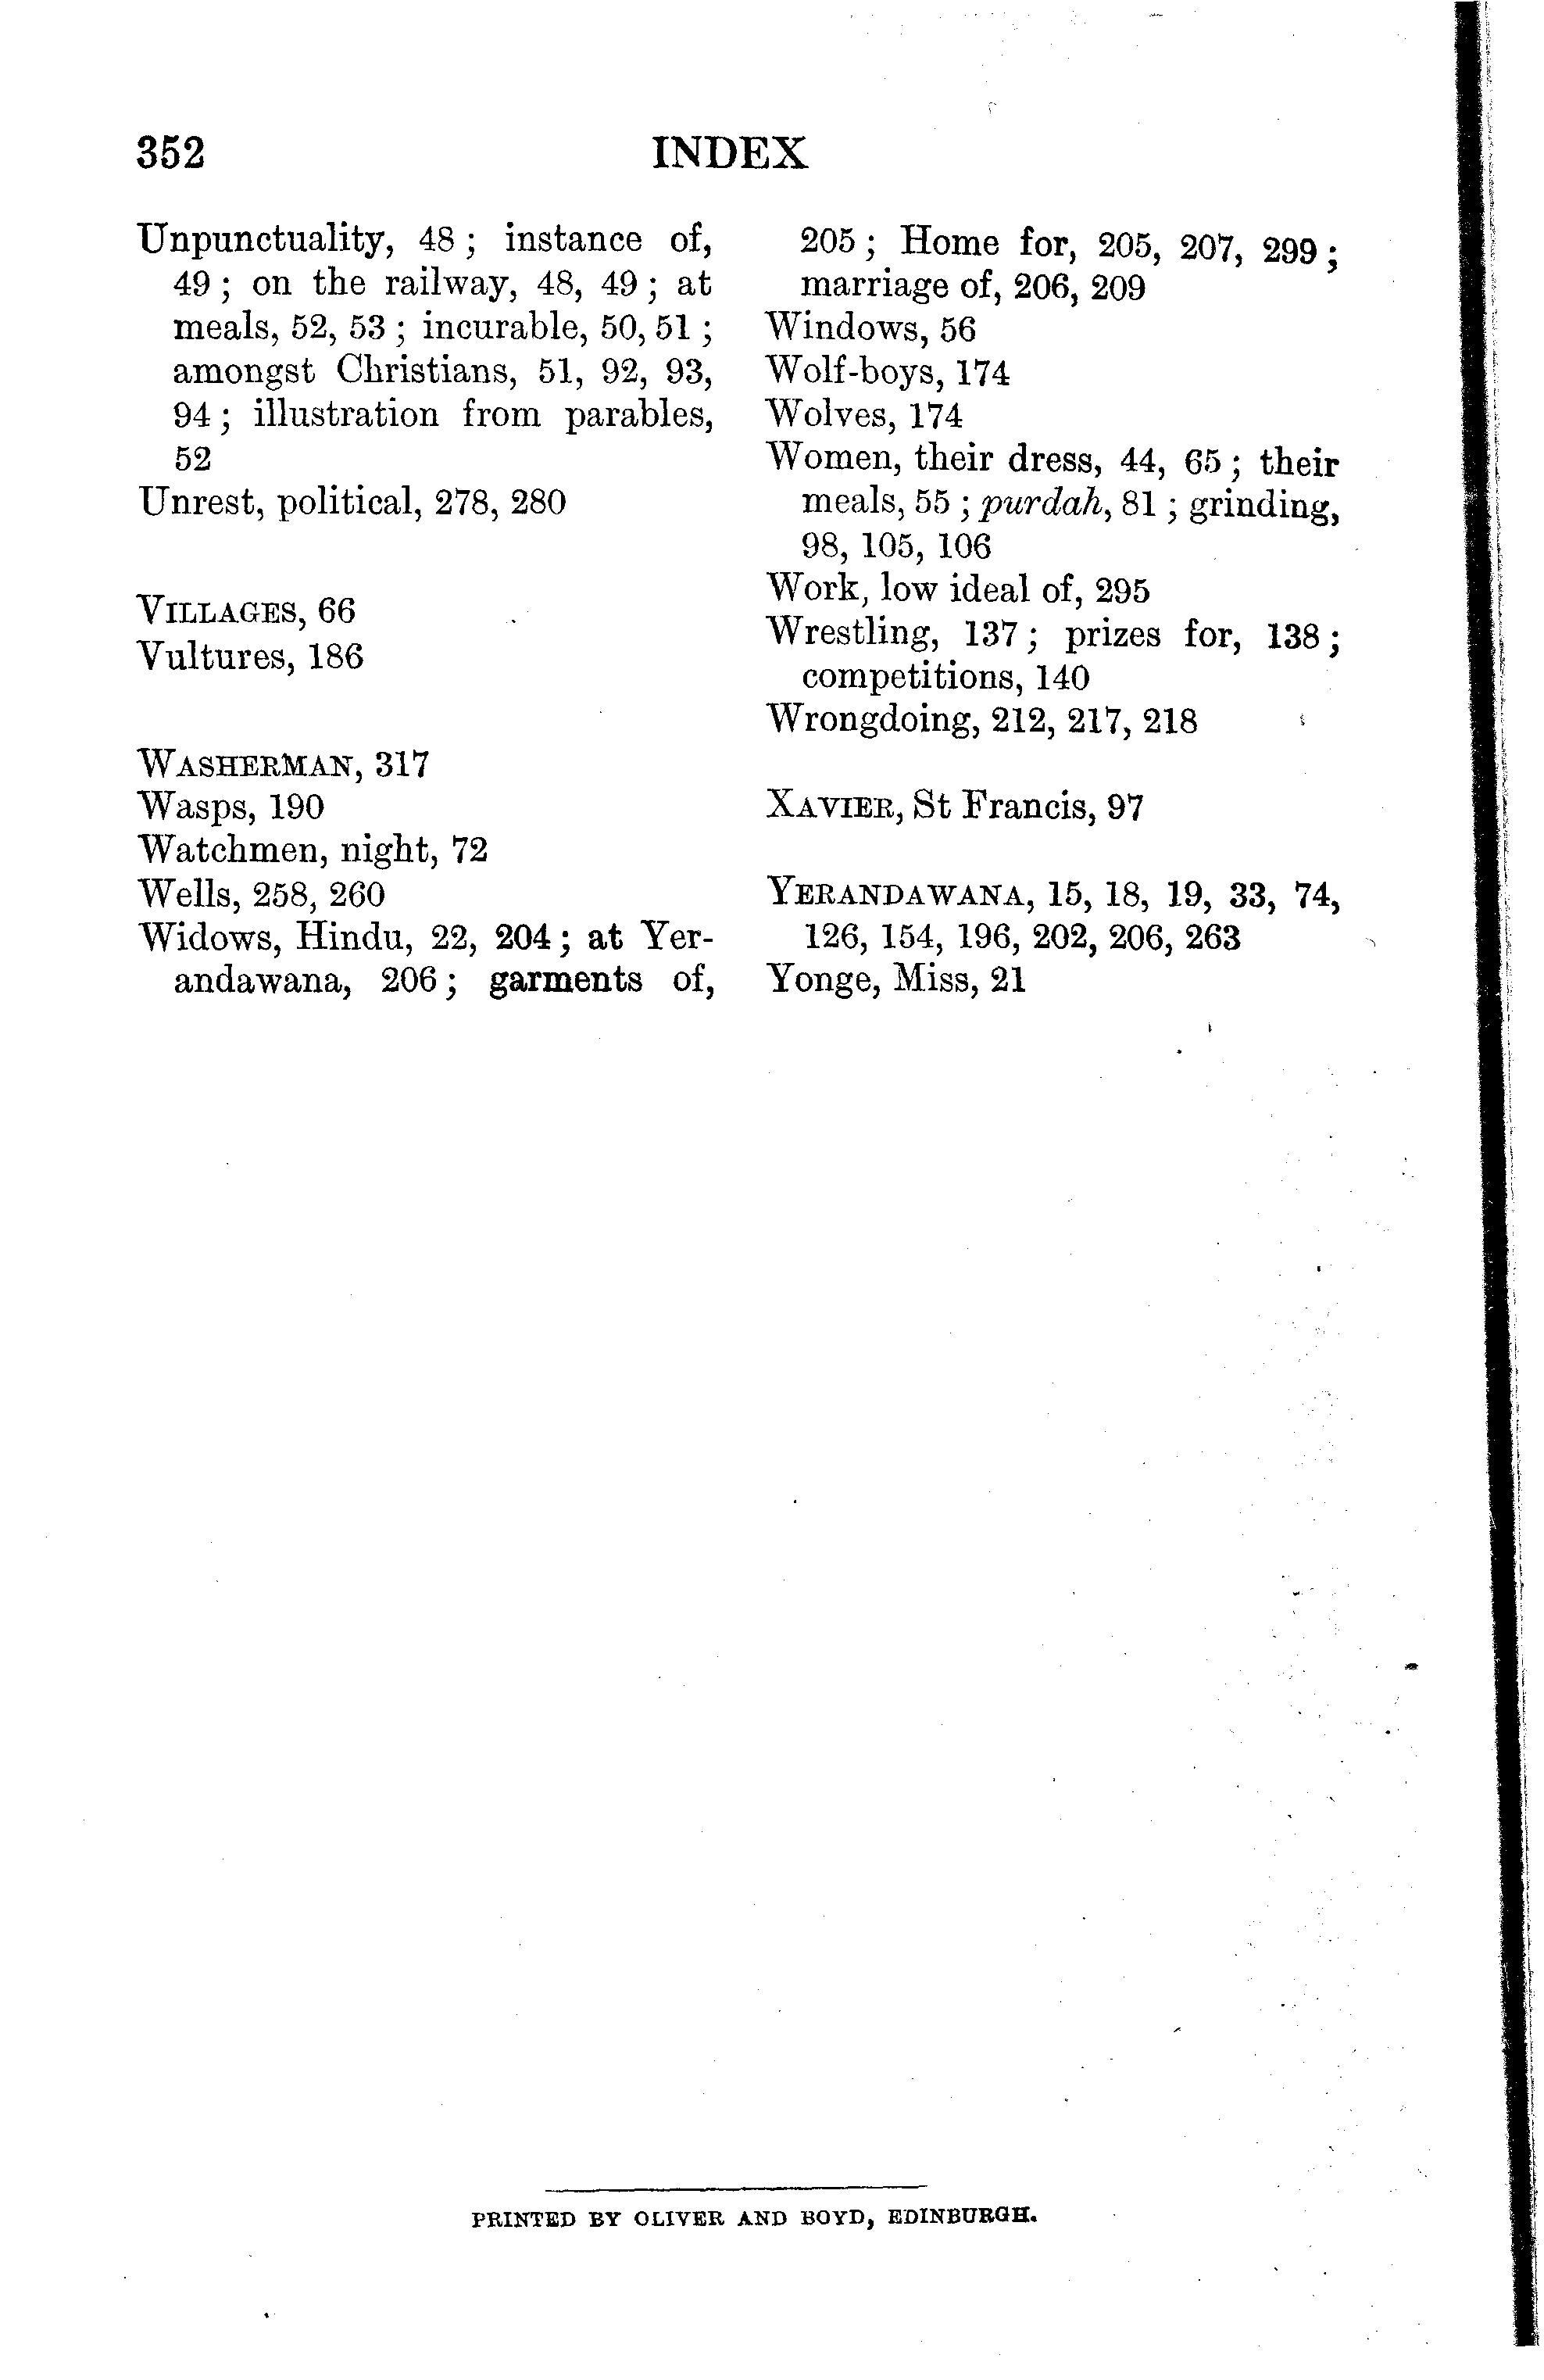 352 INDEX
Unpunctuality, 48 ; instance of,
49 ; on the railway, 48, 49 ; at
meals, 52, 53 ; incurable, 50, 51 ;
amongst Christians, 51, 92, 93,
94 ; illustration from parables,
52
Unrest, political, 278, 280
VILLAGES, 66
Vultures, 186
WASHERMAN, 317
Wasps, 190
Watchmen, night, 72
Wells, 258, 260
Widows, Hindu, 22, 204 ; at Yer-
andawana, 206 ; garments of,
205 ; Home for, 205, 207, 299 ;
marriage of, 206, 209
Windows, 56
Wolf-boys, 174
Wolves, 174
Women, their dress, 44, 65 ; their
meals, 55 ; purdah, 81 ; grinding,
98, 105, 106
Work, low ideal of, 295
Wrestling, 137 ; prizes for, 138 ;
competitions, 140
Wrongdoing, 212, 217, 218
XAVIER, St Francis, 97
YERANDAWANA, 15, 18, 19, 33, 74,
126, 154, 196, 202, 206, 263
Yonge, Miss, 21
PRINTED BY OLIVER AND BOYD, EDINBURGH.